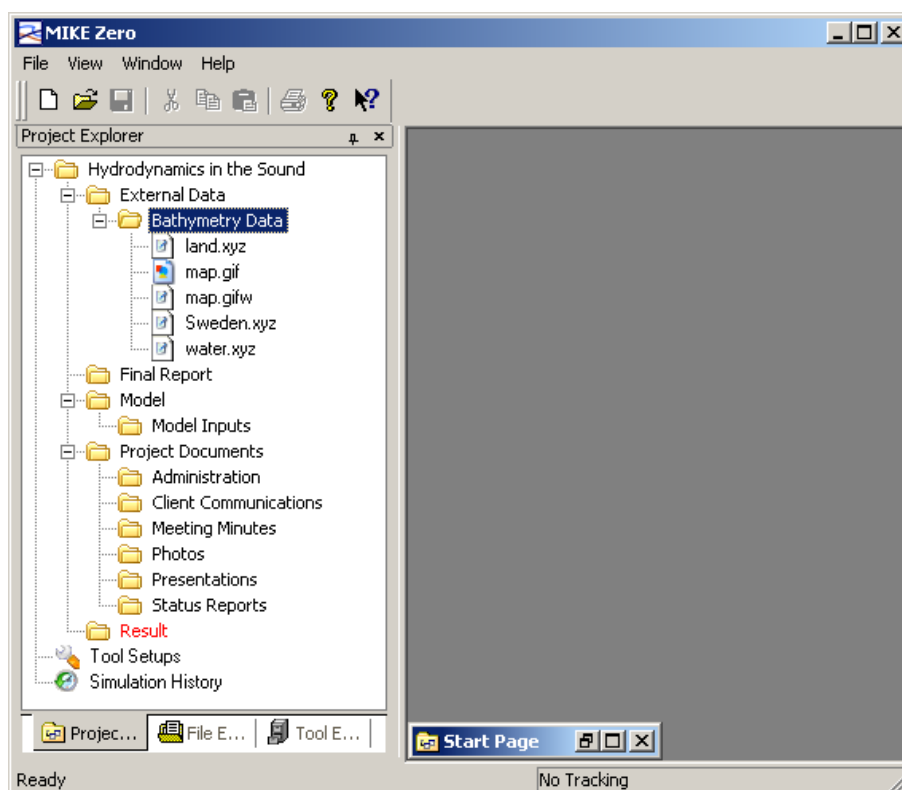 MIKE Zero
File View Window Help
Project Explorer
Hydrodynamics in the Sound
External Data
Bathymetry Data
land.xyz
map.gif
map.gifw
Sweden.xyz
water.xyz
Final Report
Model
Model Inputs
Project Documents
Administration
Client Communications
Meeting Minutes
Photos
Presentations
Status Reports
Result
Tool Setups
Simulation History
Projec... File E... Tool E...
Start Page
Ready No Tracking